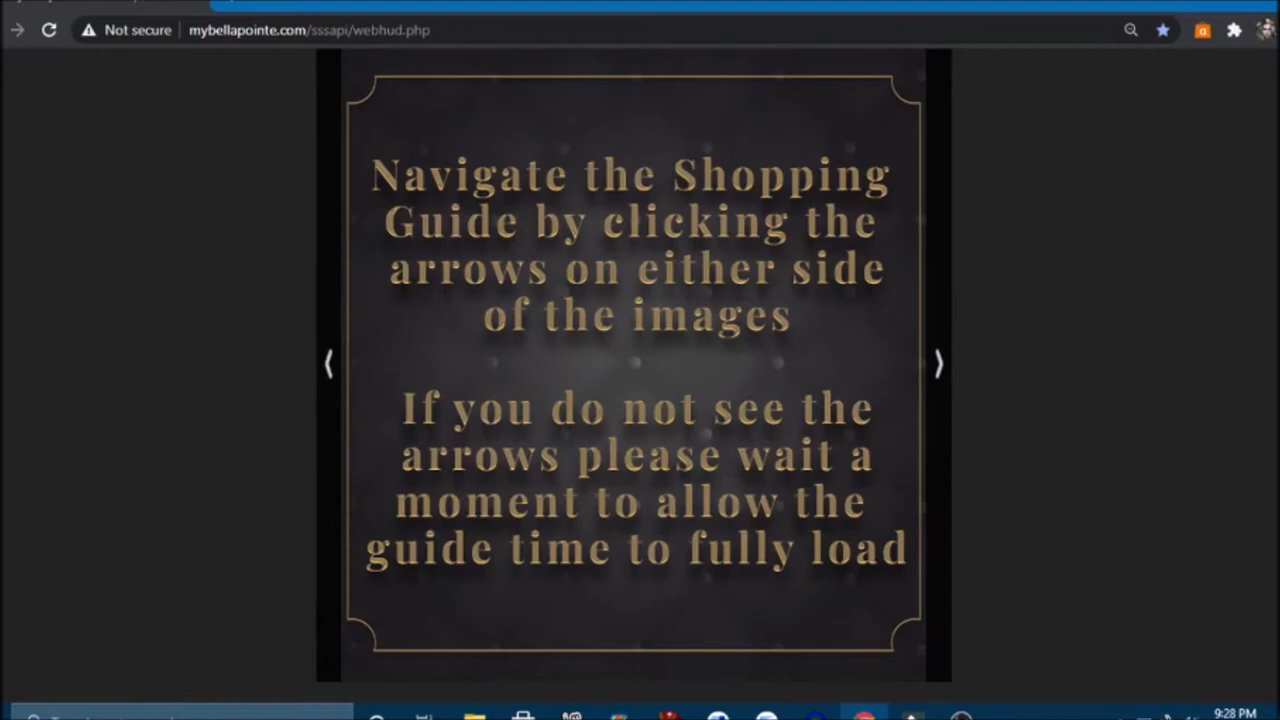 Not secure
mybellapointe.com/sssapi/webhud.php
Navigate the Shopping
Guide by clicking the
arrows on either side
of the images
If you do not see the
arrows please wait a
moment to allow the
guide time to fully load
9:28 PM